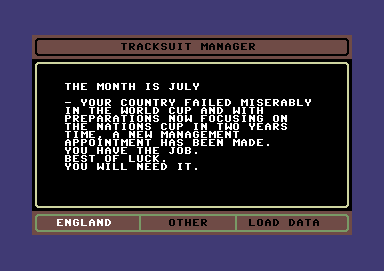 TRACKSUIT MANAGER
THE MONTH IS JULY
- YOUR COUNTRY FAILED MISERABLY
IN THE WORLD CUP AND WITH
PREPARATIONS NOW FOCUSING ON
THE NATIONS CUP IN TWO YEARS
TIME, A NEW MANAGEMENT
APPOINTMENT HAS BEEN MADE.
YOU HAVE THE JOB.
BEST OF LUCK.
YOU WILL NEED IT.
ENGLAND OTHER LOAD DATA